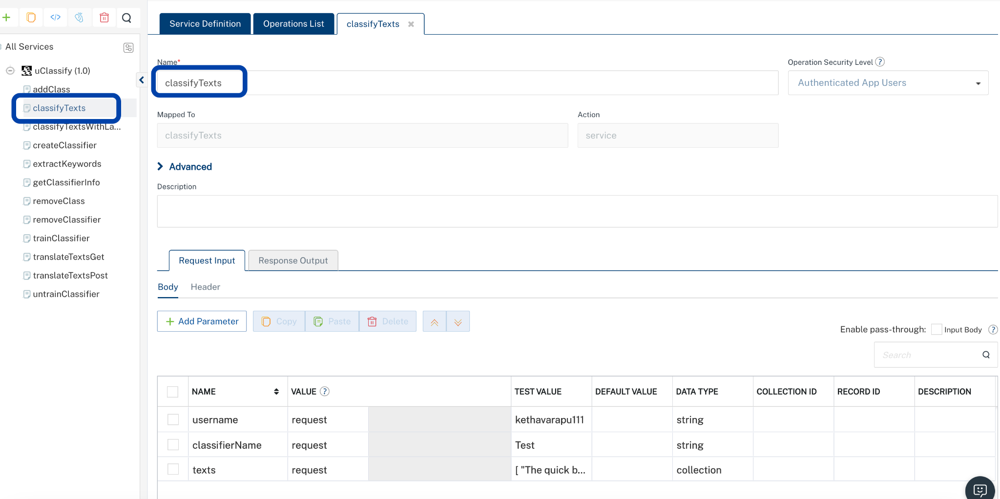 Service Definition
Operations List
classifyTexts
All Services
uClassify (1.0)
addClass
classifyTexts
classifyTextsWithLa...
createClassifier
extractKeywords
getClassifierInfo
removeClass
removeClassifier
trainClassifier
translateTextsGet
translateTextsPost
untrainClassifier
Name*
classifyTexts
Operation Security Level ?
Authenticated App Users
Mapped To
classifyTexts
Action
service
Advanced
Description
Request Input
Response Output
Body
Header
+ Add Parameter
Copy
Paste
Delete
Enable pass-through: Input Body ?
Search
NAME VALUE ? TEST VALUE DEFAULT VALUE DATA TYPE COLLECTION ID RECORD ID DESCRIPTION
username request kethavarapu111 string
classifierName request Test string
texts request [ "The quick b... collection